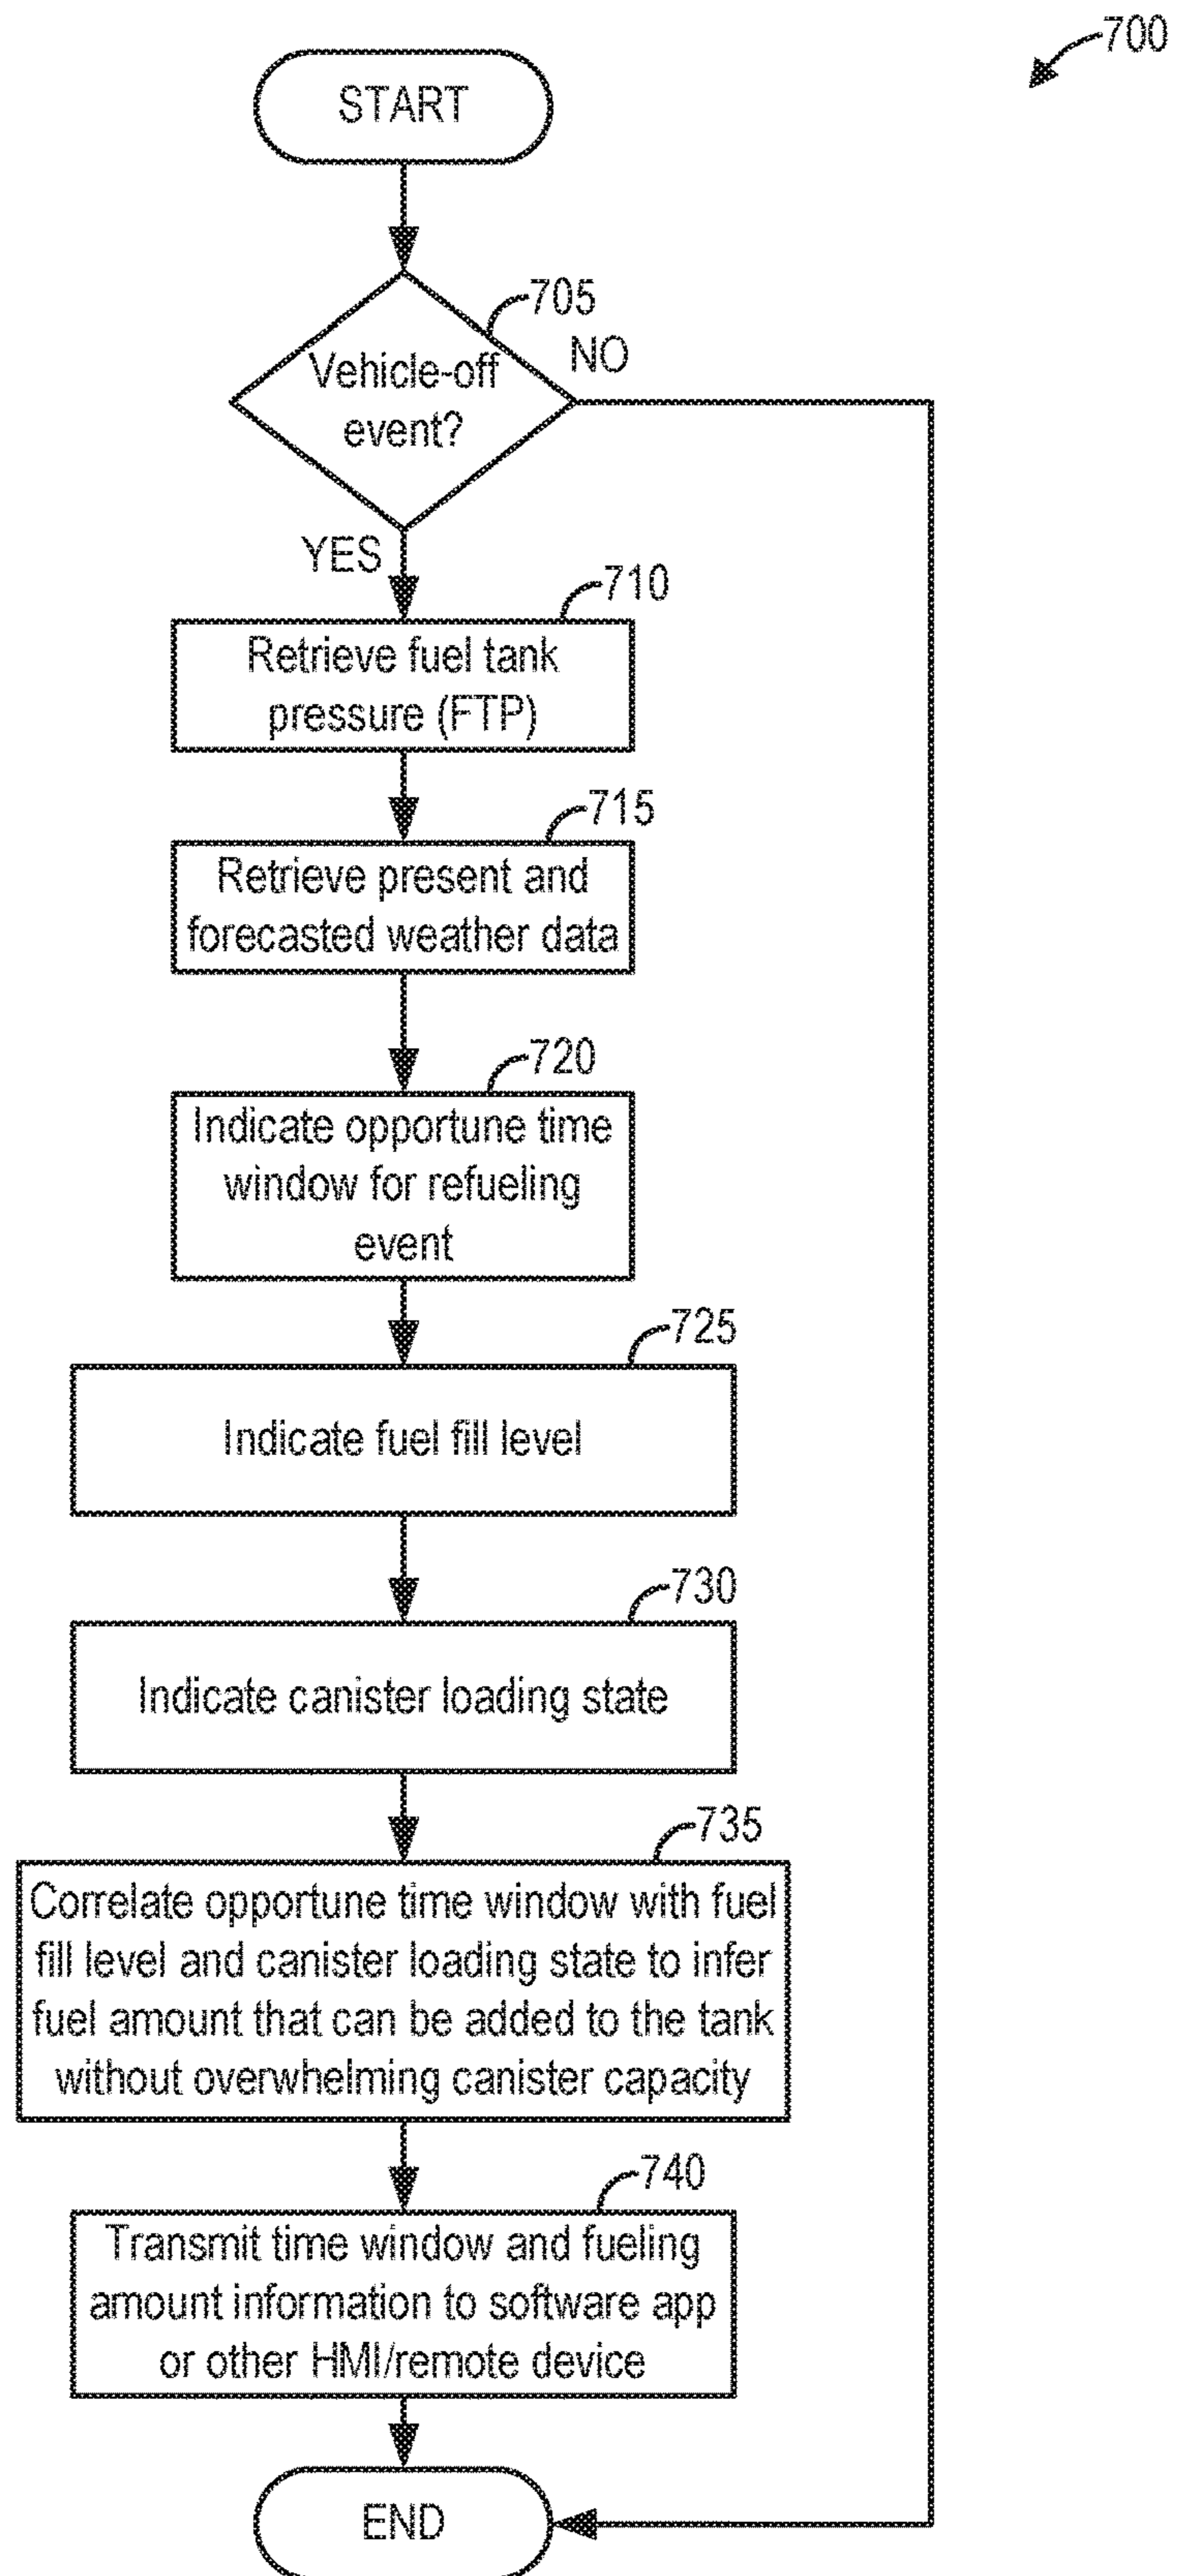 700
START
705
Vehicle-off
event?
NO
YES
710
Retrieve fuel tank
pressure (FTP)
715
Retrieve present and
forecasted weather data
720
Indicate opportune time
window for refueling
event
725
Indicate fuel fill level
730
Indicate canister loading state
735
Correlate opportune time window with fuel
fill level and canister loading state to infer
fuel amount that can be added to the tank
without overwhelming canister capacity
740
Transmit time window and fueling
amount information to software app
or other HMI/remote device
END